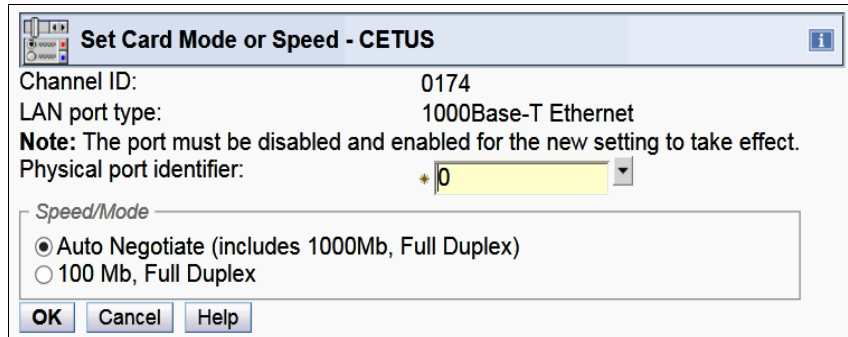 Set Card Mode or Speed - CETUS
i
Channel ID: 0174
LAN port type: 1000Base-T Ethernet
Note: The port must be disabled and enabled for the new setting to take effect.
Physical port identifier: * 0
Speed/Mode
Auto Negotiate (includes 1000Mb, Full Duplex)
100 Mb, Full Duplex
OK Cancel Help